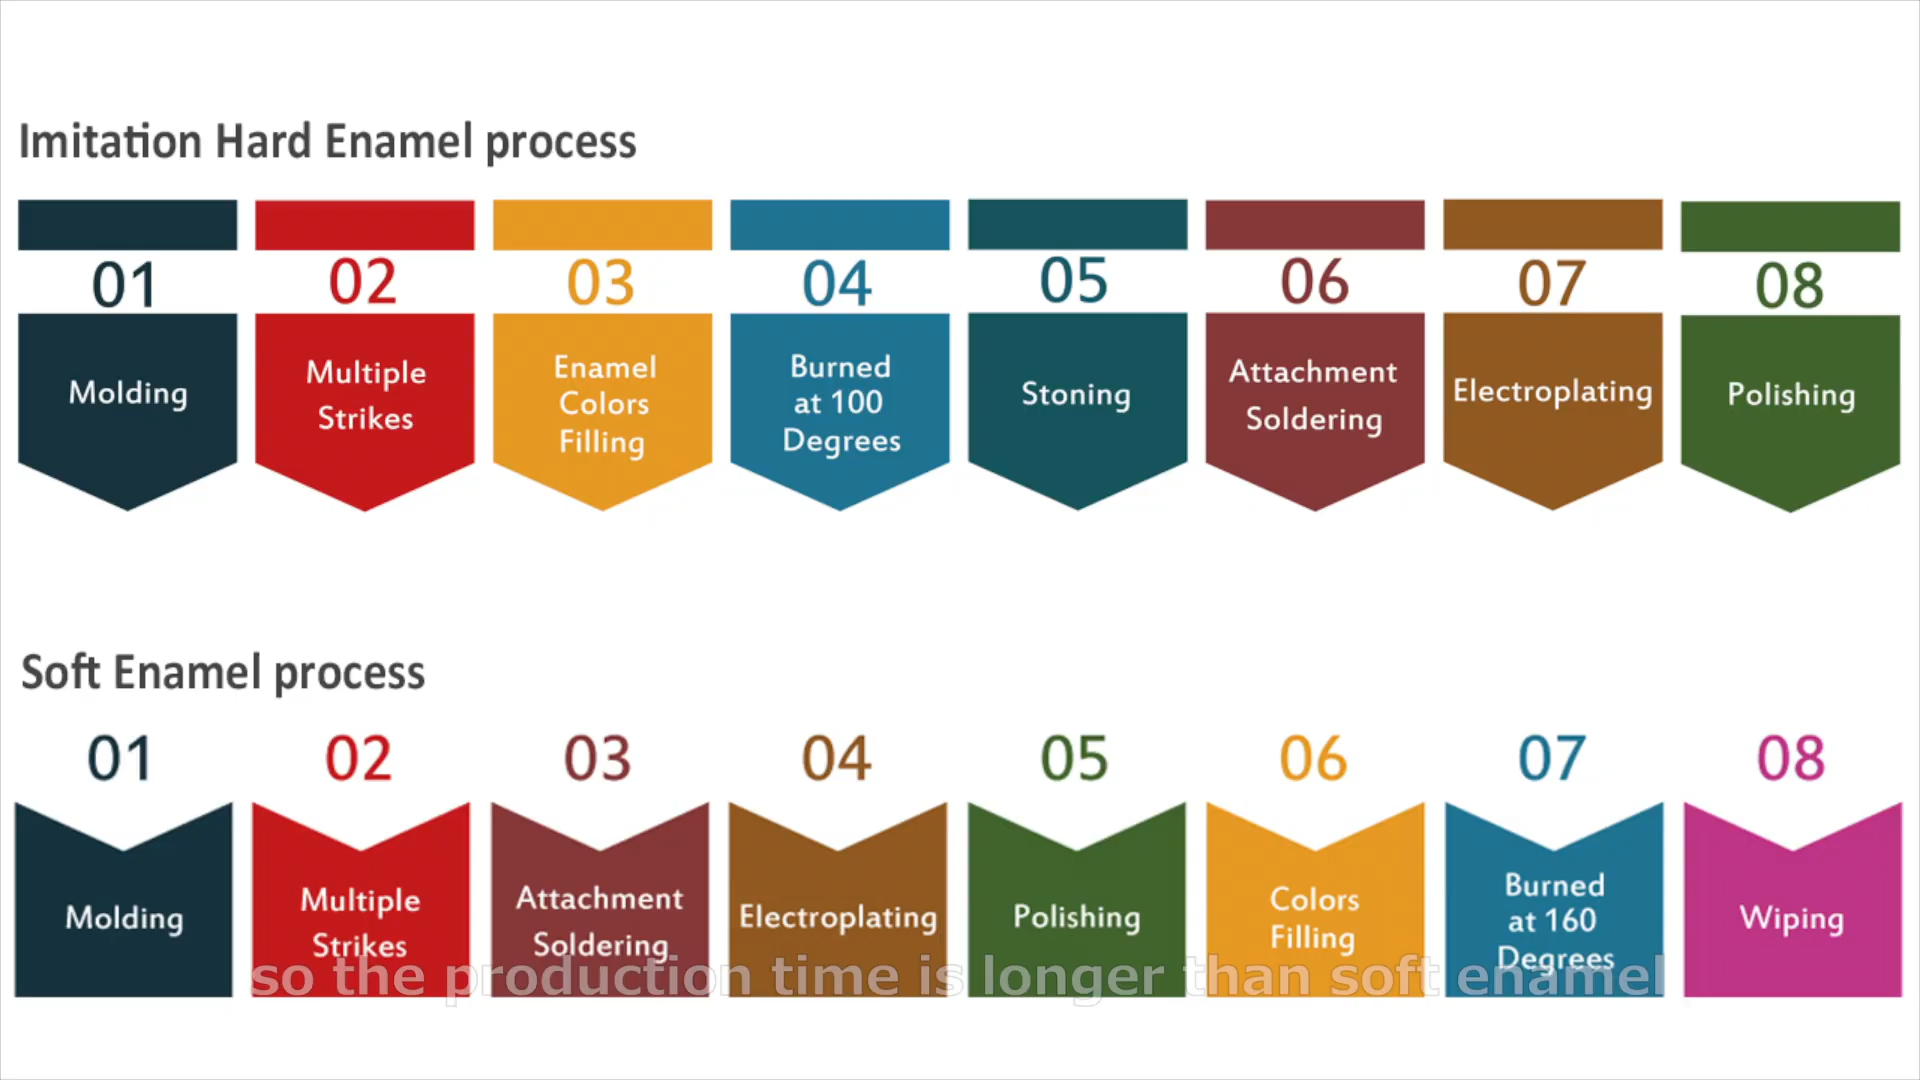 Imitation Hard Enamel process
01 02 03 04 05 06 07 08
Molding
Multiple
Strikes
Enamel
Colors
Filling
Burned
at 100
Degrees
Stoning
Attachment
Soldering
Electroplating
Polishing
Soft Enamel process
01 02 03 04 05 06 07 08
Molding
Multiple
Strikes
Attachment
Soldering
Electroplating
Polishing
Colors
Filling
Burned
at 160
Degrees
Wiping
so the production time is longer than soft enamel